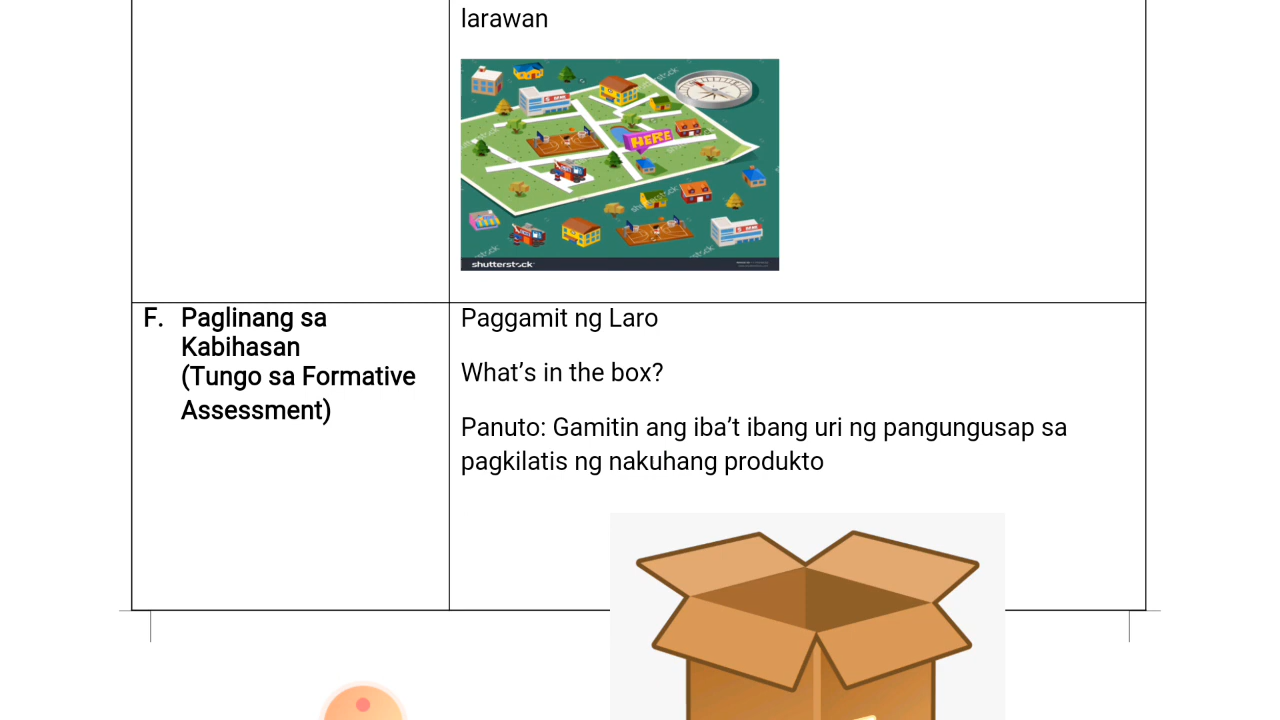 larawan
HERE
shutterstock
F. Paglinang sa
Kabihasan
(Tungo sa Formative
Assessment)
Paggamit ng Laro
What’s in the box?
Panuto: Gamitin ang iba’t ibang uri ng pangungusap sa
pagkilatis ng nakuhang produkto